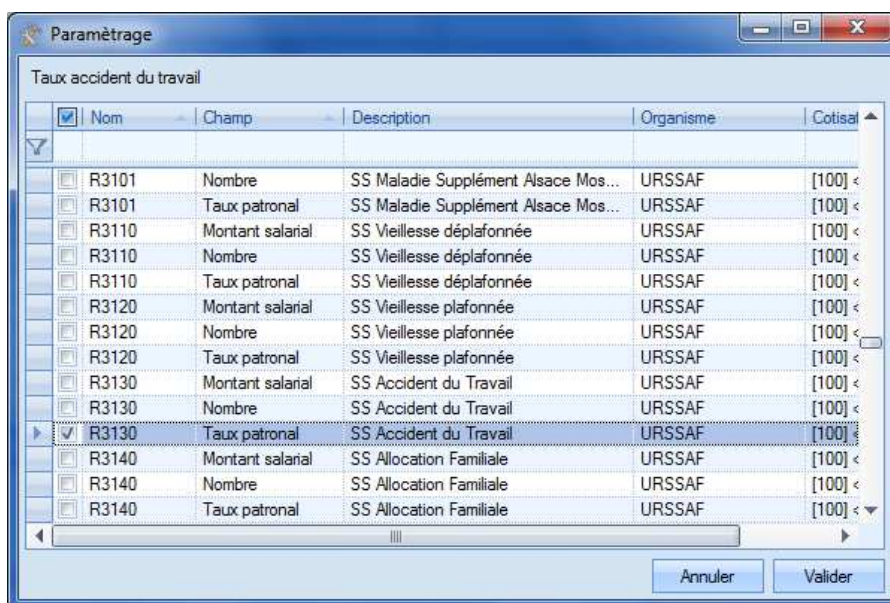 Paramètrage
Taux accident du travail
Nom Champ Description Organisme Cotisat
R3101 Nombre SS Maladie Supplément Alsace Mos... URSSAF [100] <
R3101 Taux patronal SS Maladie Supplément Alsace Mos... URSSAF [100] <
R3110 Montant salarial SS Vieillesse déplafonnée URSSAF [100] <
R3110 Nombre SS Vieillesse déplafonnée URSSAF [100] <
R3110 Taux patronal SS Vieillesse déplafonnée URSSAF [100] <
R3120 Montant salarial SS Vieillesse plafonnée URSSAF [100] <
R3120 Nombre SS Vieillesse plafonnée URSSAF [100] <
R3120 Taux patronal SS Vieillesse plafonnée URSSAF [100] <
R3130 Montant salarial SS Accident du Travail URSSAF [100] <
R3130 Nombre SS Accident du Travail URSSAF [100] <
R3130 Taux patronal SS Accident du Travail URSSAF [100] <
R3140 Montant salarial SS Allocation Familiale URSSAF [100] <
R3140 Nombre SS Allocation Familiale URSSAF [100] <
R3140 Taux patronal SS Allocation Familiale URSSAF [100] <
Annuler Valider